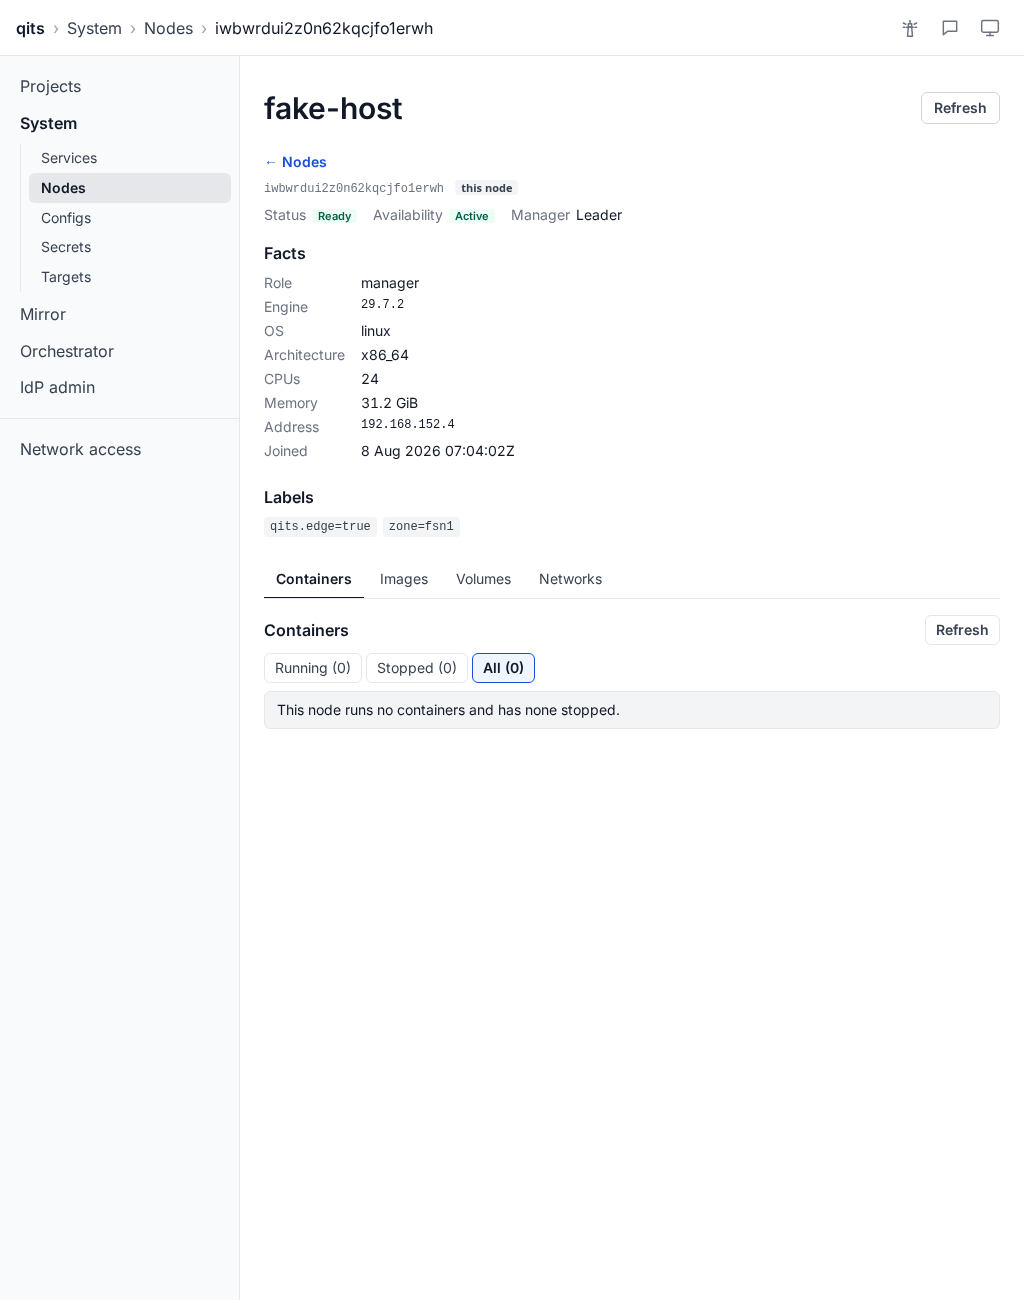 qits › System › Nodes › iwbwrdui2z0n62kqcjfo1erwh
Projects
System
Services
Nodes
Configs
Secrets
Targets
Mirror
Orchestrator
IdP admin
Network access
fake-host
Refresh
← Nodes
iwbwrdui2z0n62kqcjfo1erwh this node
Status Ready Availability Active Manager Leader
Facts
Role manager
Engine 29.7.2
OS linux
Architecture x86_64
CPUs 24
Memory 31.2 GiB
Address 192.168.152.4
Joined 8 Aug 2026 07:04:02Z
Labels
qits.edge=true zone=fsn1
Containers Images Volumes Networks
Containers Refresh
Running (0) Stopped (0) All (0)
This node runs no containers and has none stopped.